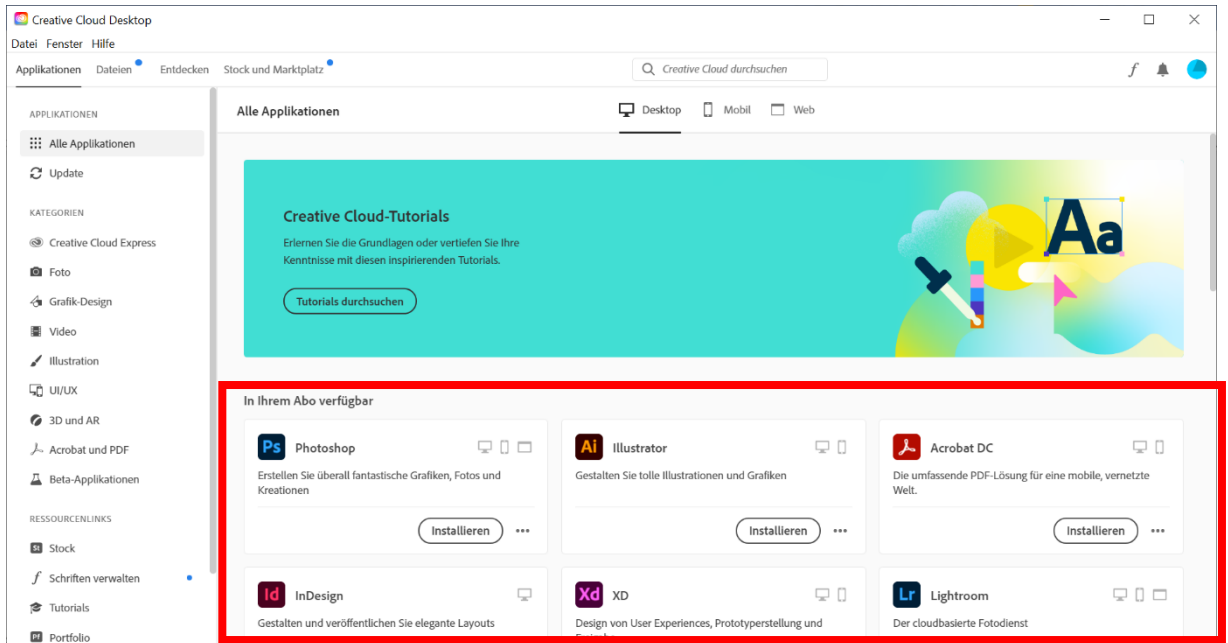 Creative Cloud Desktop
Datei Fenster Hilfe
Applikationen Dateien Entdecken Stock und Marktplatz Creative Cloud durchsuchen
APPLIKATIONEN
Alle Applikationen
Update
KATEGORIEN
Creative Cloud Express
Foto
Grafik-Design
Video
Illustration
UI/UX
3D und AR
Acrobat und PDF
Beta-Applikationen
RESSOURCENLINKS
St Stock
Schriften verwalten
Tutorials
Pf Portfolio
Alle Applikationen Desktop Mobil Web
Creative Cloud-Tutorials
Erlernen Sie die Grundlagen oder vertiefen Sie Ihre
Kenntnisse mit diesen inspirierenden Tutorials.
Tutorials durchsuchen
Aa
In Ihrem Abo verfügbar
Ps Photoshop
Erstellen Sie überall fantastische Grafiken, Fotos und
Kreationen
Installieren
Ai Illustrator
Gestalten Sie tolle Illustrationen und Grafiken
Installieren
Acrobat DC
Die umfassende PDF-Lösung für eine mobile, vernetzte
Welt.
Installieren
Id InDesign
Gestalten und veröffentlichen Sie elegante Layouts
Xd XD
Design von User Experiences, Prototyperstellung und
Lr Lightroom
Der cloudbasierte Fotodienst